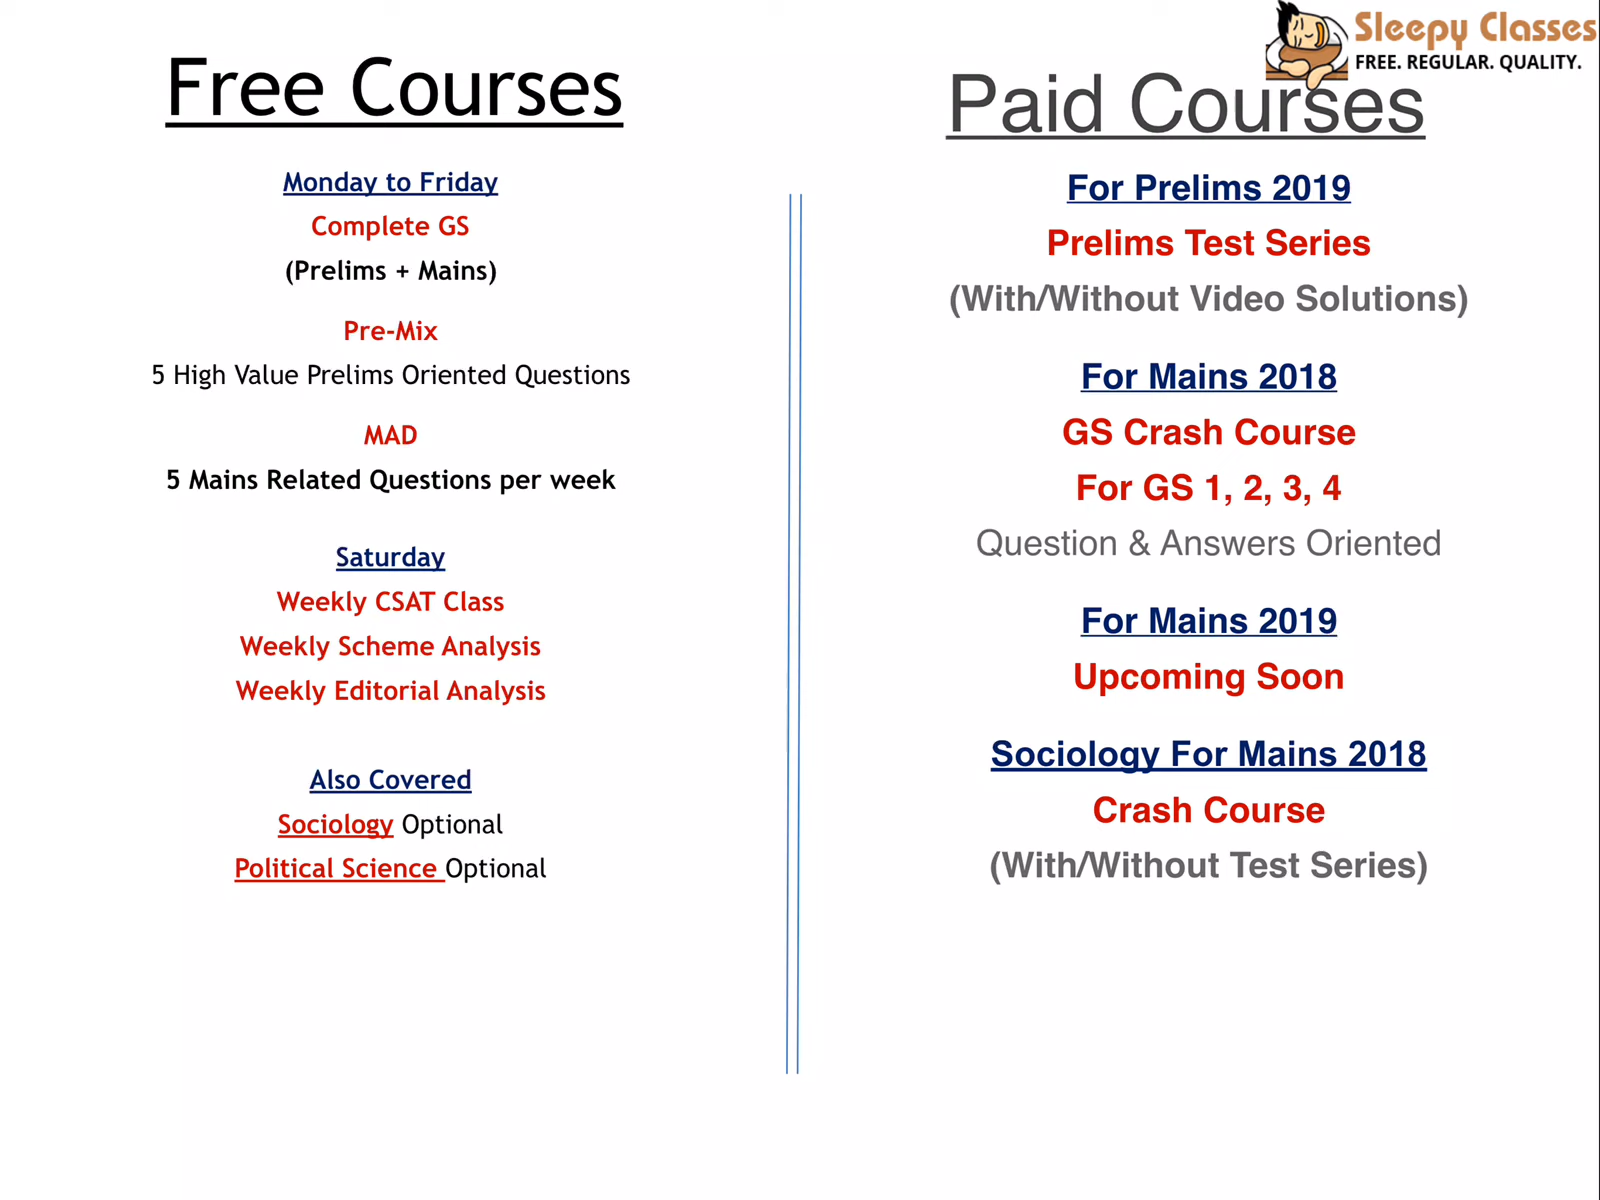 Sleepy Classes
FREE. REGULAR. QUALITY.
Free Courses
Monday to Friday
Complete GS
(Prelims + Mains)
Pre-Mix
5 High Value Prelims Oriented Questions
MAD
5 Mains Related Questions per week
Saturday
Weekly CSAT Class
Weekly Scheme Analysis
Weekly Editorial Analysis
Also Covered
Sociology Optional
Political Science Optional
Paid Courses
For Prelims 2019
Prelims Test Series
(With/Without Video Solutions)
For Mains 2018
GS Crash Course
For GS 1, 2, 3, 4
Question & Answers Oriented
For Mains 2019
Upcoming Soon
Sociology For Mains 2018
Crash Course
(With/Without Test Series)